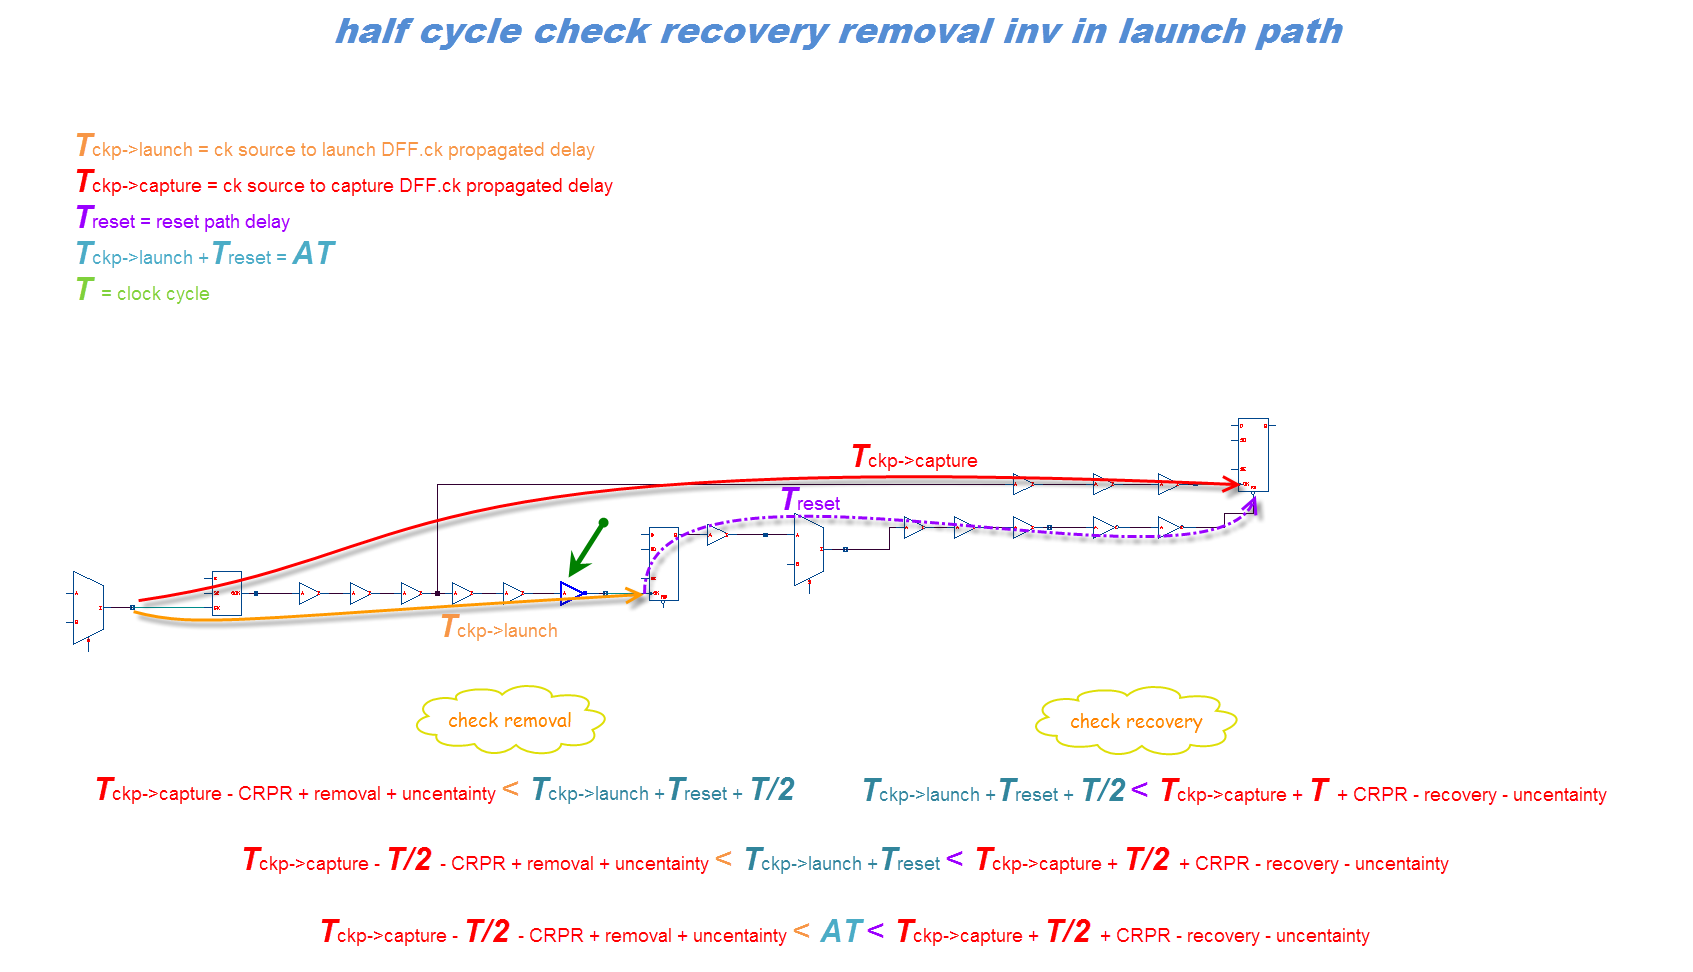 half cycle check recovery removal inv in launch path
Tckp->launch = ck source to launch DFF.ck propagated delay
Tckp->capture = ck source to capture DFF.ck propagated delay
Treset = reset path delay
Tckp->launch +Treset = AT
T = clock cycle
Tckp->capture
Treset
Tckp->launch
check removal
check recovery
Tckp->capture - CRPR + removal + uncentainty < Tckp->launch +Treset + T/2
Tckp->launch +Treset + T/2 < Tckp->capture + T + CRPR - recovery - uncentainty
Tckp->capture - T/2 - CRPR + removal + uncentainty < Tckp->launch +Treset < Tckp->capture + T/2 + CRPR - recovery - uncentainty
Tckp->capture - T/2 - CRPR + removal + uncentainty < AT < Tckp->capture + T/2 + CRPR - recovery - uncentainty